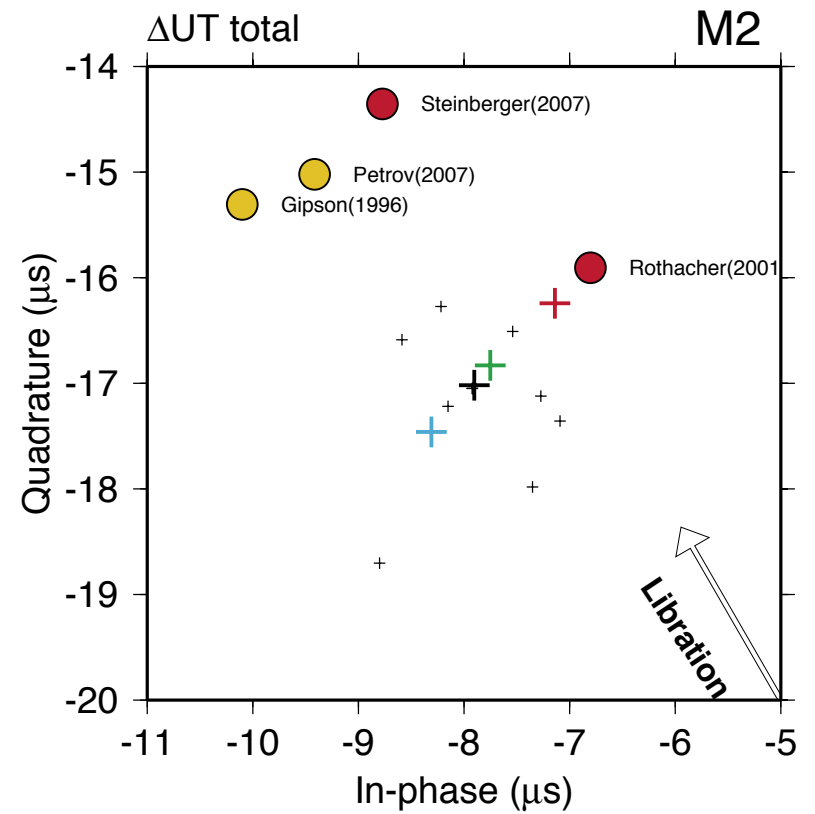 ΔUT total
M2
-14
Steinberger(2007)
-15
Petrov(2007)
Gipson(1996)
Rothacher(2001
-16
-17
-18
-19
-20
Quadrature (μs)
Libration
-11 -10 -9 -8 -7 -6 -5
In-phase (μs)